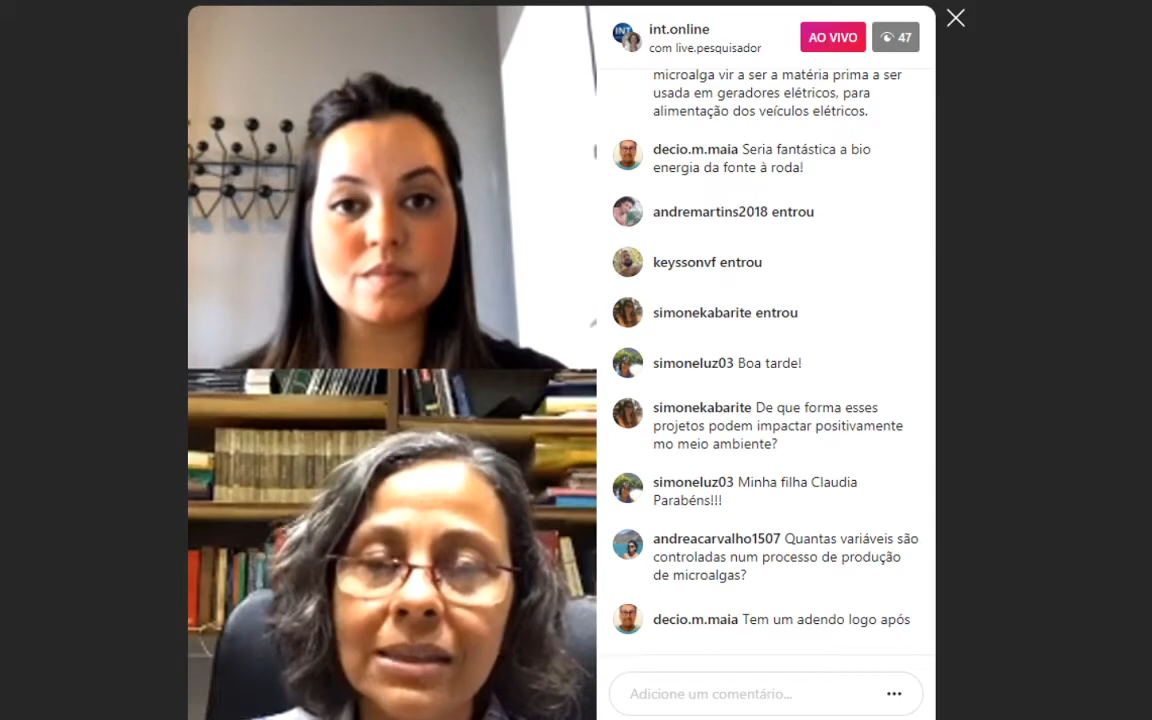 int.online
com live.pesquisador
AO VIVO
47
INT
microalga vir a ser a matéria prima a ser
usada em geradores elétricos, para
alimentação dos veículos elétricos.
decio.m.maia Seria fantástica a bio
energia da fonte à roda!
andremartins2018 entrou
keyssonvf entrou
simonekabarite entrou
simoneluz03 Boa tarde!
simonekabarite De que forma esses
projetos podem impactar positivamente
mo meio ambiente?
simoneluz03 Minha filha Claudia
Parabéns!!!
andreacarvalho1507 Quantas variáveis são
controladas num processo de produção
de microalgas?
decio.m.maia Tem um adendo logo após
Adicione um comentário...